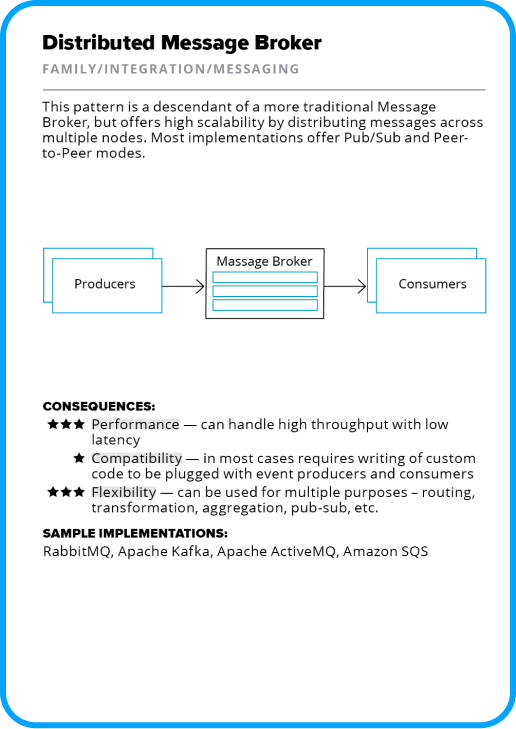 Distributed Message Broker
FAMILY/INTEGRATION/MESSAGING
This pattern is a descendant of a more traditional Message
Broker, but offers high scalability by distributing messages across
multiple nodes. Most implementations offer Pub/Sub and Peer-
to-Peer modes.
Producers
Massage Broker
Consumers
CONSEQUENCES:
★★★ Performance — can handle high throughput with low
latency
★ Compatibility — in most cases requires writing of custom
code to be plugged with event producers and consumers
★★★ Flexibility — can be used for multiple purposes – routing,
transformation, aggregation, pub-sub, etc.
SAMPLE IMPLEMENTATIONS:
RabbitMQ, Apache Kafka, Apache ActiveMQ, Amazon SQS